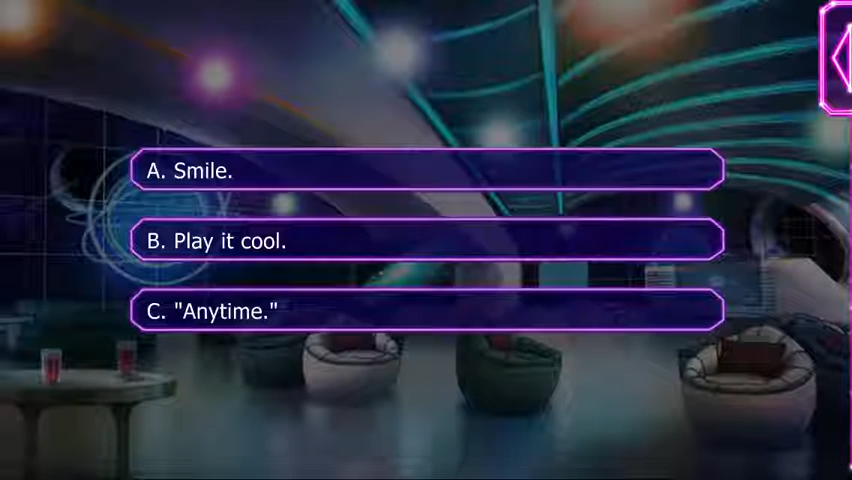 A. Smile.
B. Play it cool.
C. "Anytime."